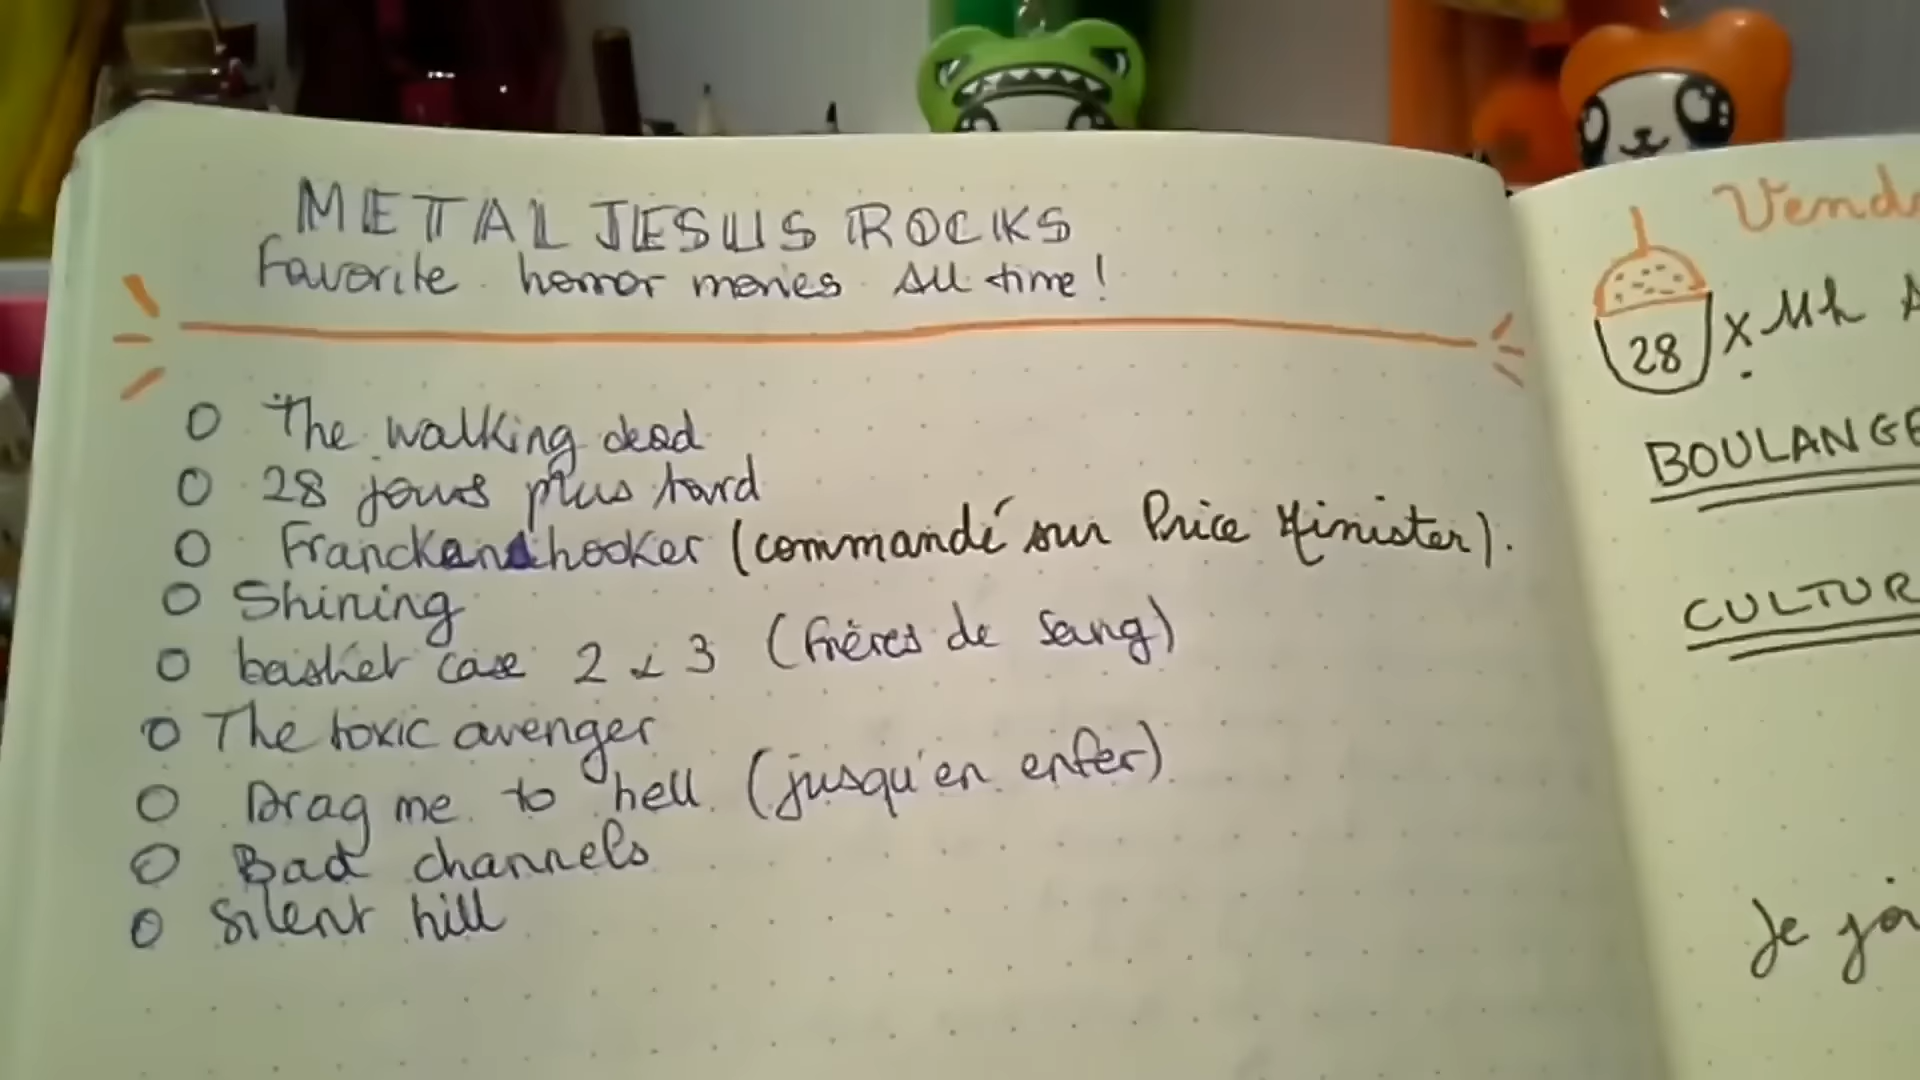 METAL JESUS ROCKS
Favorite horror movies All time!
The walking dead
28 jours plus tard
Franckenhooker (commandé sur Price Minister).
Shining
basket case 2 & 3 (frères de sang)
The toxic avenger
Drag me to hell (jusqu'en enfer)
Bad channels
Silent hill
Vend
28 x
BOULANGE
CULTUR
Je